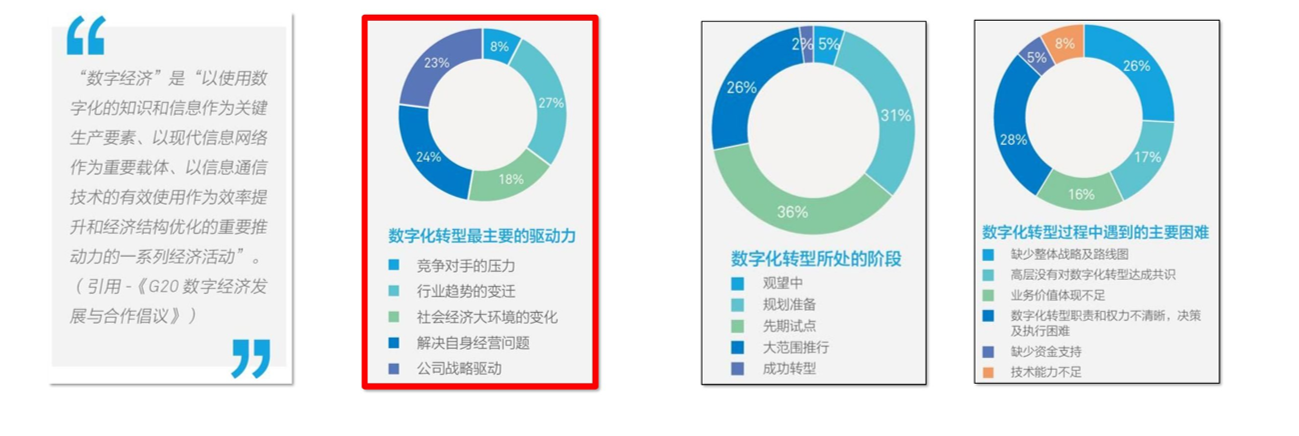 “数字经济”是“以使用数
字化的知识和信息作为关键
生产要素、以现代信息网络
作为重要载体、以信息通信
技术的有效使用作为效率提
升和经济结构优化的重要推
动力的一系列经济活动”。
（引用 -《G20 数字经济发
展与合作倡议》）
8%
27%
18%
24%
23%
数字化转型最主要的驱动力
竞争对手的压力
行业趋势的变迁
社会经济大环境的变化
解决自身经营问题
公司战略驱动
5%
31%
36%
26%
2%
数字化转型所处的阶段
观望中
规划准备
先期试点
大范围推行
成功转型
26%
17%
16%
28%
5%
8%
数字化转型过程中遇到的主要困难
缺少整体战略及路线图
高层没有对数字化转型达成共识
业务价值体现不足
数字化转型职责和权力不清晰，决策
及执行困难
缺少资金支持
技术能力不足